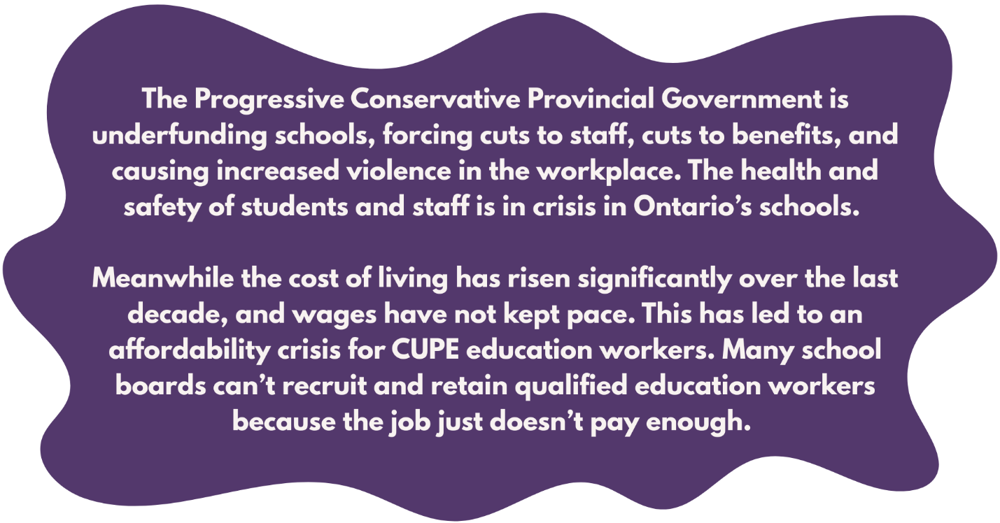 The Progressive Conservative Provincial Government is
underfunding schools, forcing cuts to staff, cuts to benefits, and
causing increased violence in the workplace. The health and
safety of students and staff is in crisis in Ontario’s schools.
Meanwhile the cost of living has risen significantly over the last
decade, and wages have not kept pace. This has led to an
affordability crisis for CUPE education workers. Many school
boards can’t recruit and retain qualified education workers
because the job just doesn’t pay enough.